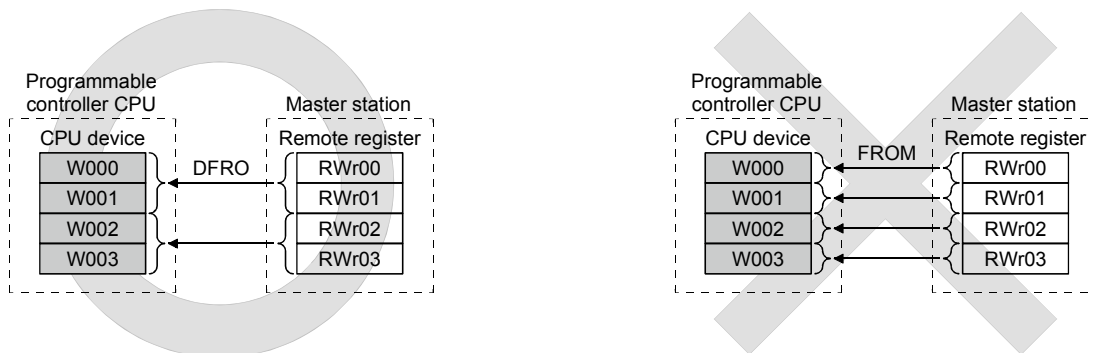 Programmable
controller CPU
Master station
CPU device
Remote register
W000
DFRO
RWr00
W001
RWr01
W002
RWr02
W003
RWr03
Programmable
controller CPU
Master station
CPU device
Remote register
W000
FROM
RWr00
W001
RWr01
W002
RWr02
W003
RWr03